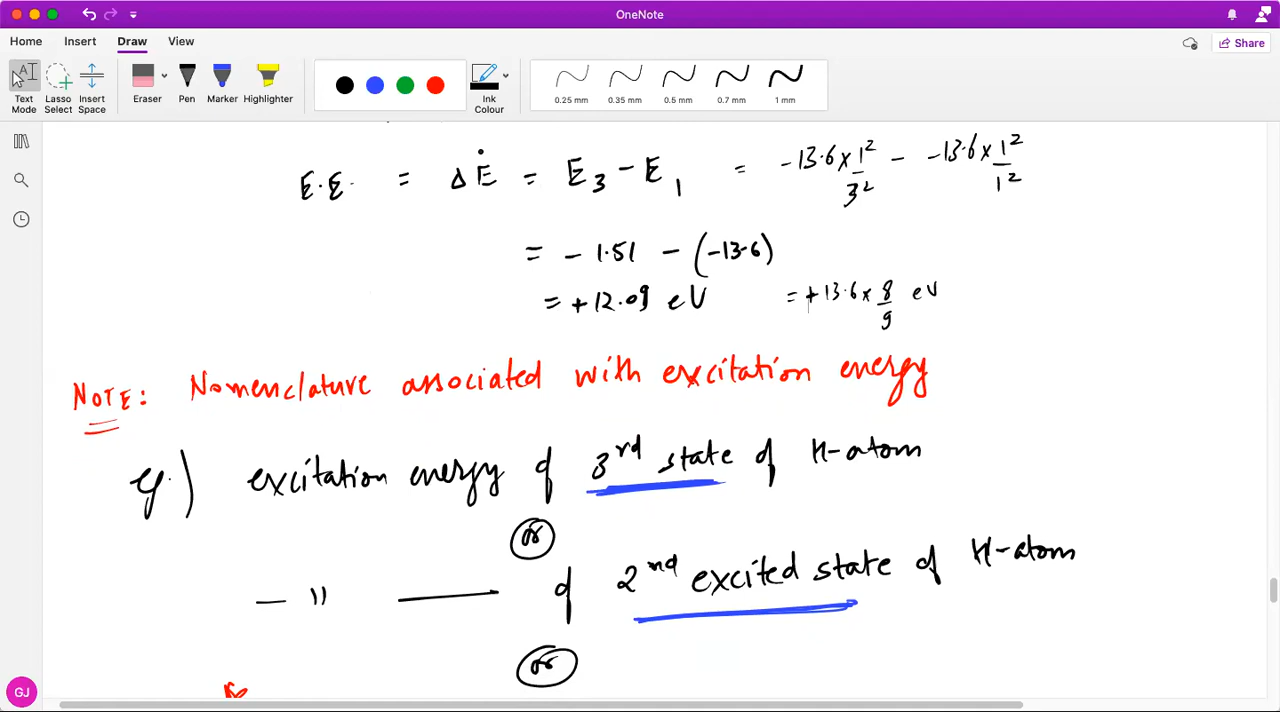 OneNote
Home Insert Draw View
Share
Text Mode
Lasso Select
Insert Space
Eraser
Pen
Marker
Highlighter
Ink Colour
0.25 mm 0.35 mm 0.5 mm 0.7 mm 1 mm
E.E. = ΔE = E₃ - E₁ = -13.6 x 1²/3² - -13.6 x 1²/1²
= - 1.51 - (-13.6)
= + 12.09 eV = +13.6 x 8/9 eV
NOTE: Nomenclature associated with excitation energy
eg.) excitation energy of 3rd state of H-atom
or
— " —— of 2nd excited state of H-atom
or
GJ